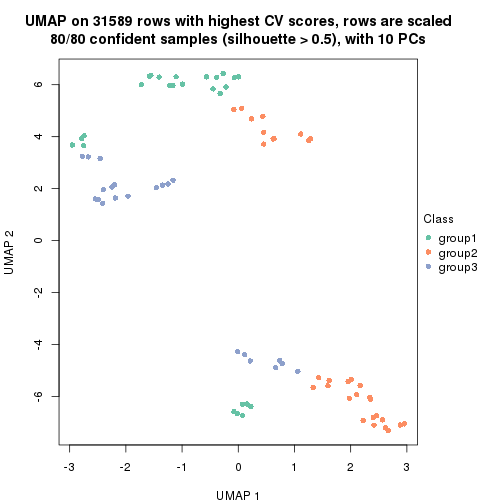 UMAP on 31589 rows with highest CV scores, rows are scaled
80/80 confident samples (silhouette > 0.5), with 10 PCs
6
4
2
0
-2
-4
-6
UMAP 2
-3
-2
-1
0
1
2
3
UMAP 1
Class
group1
group2
group3